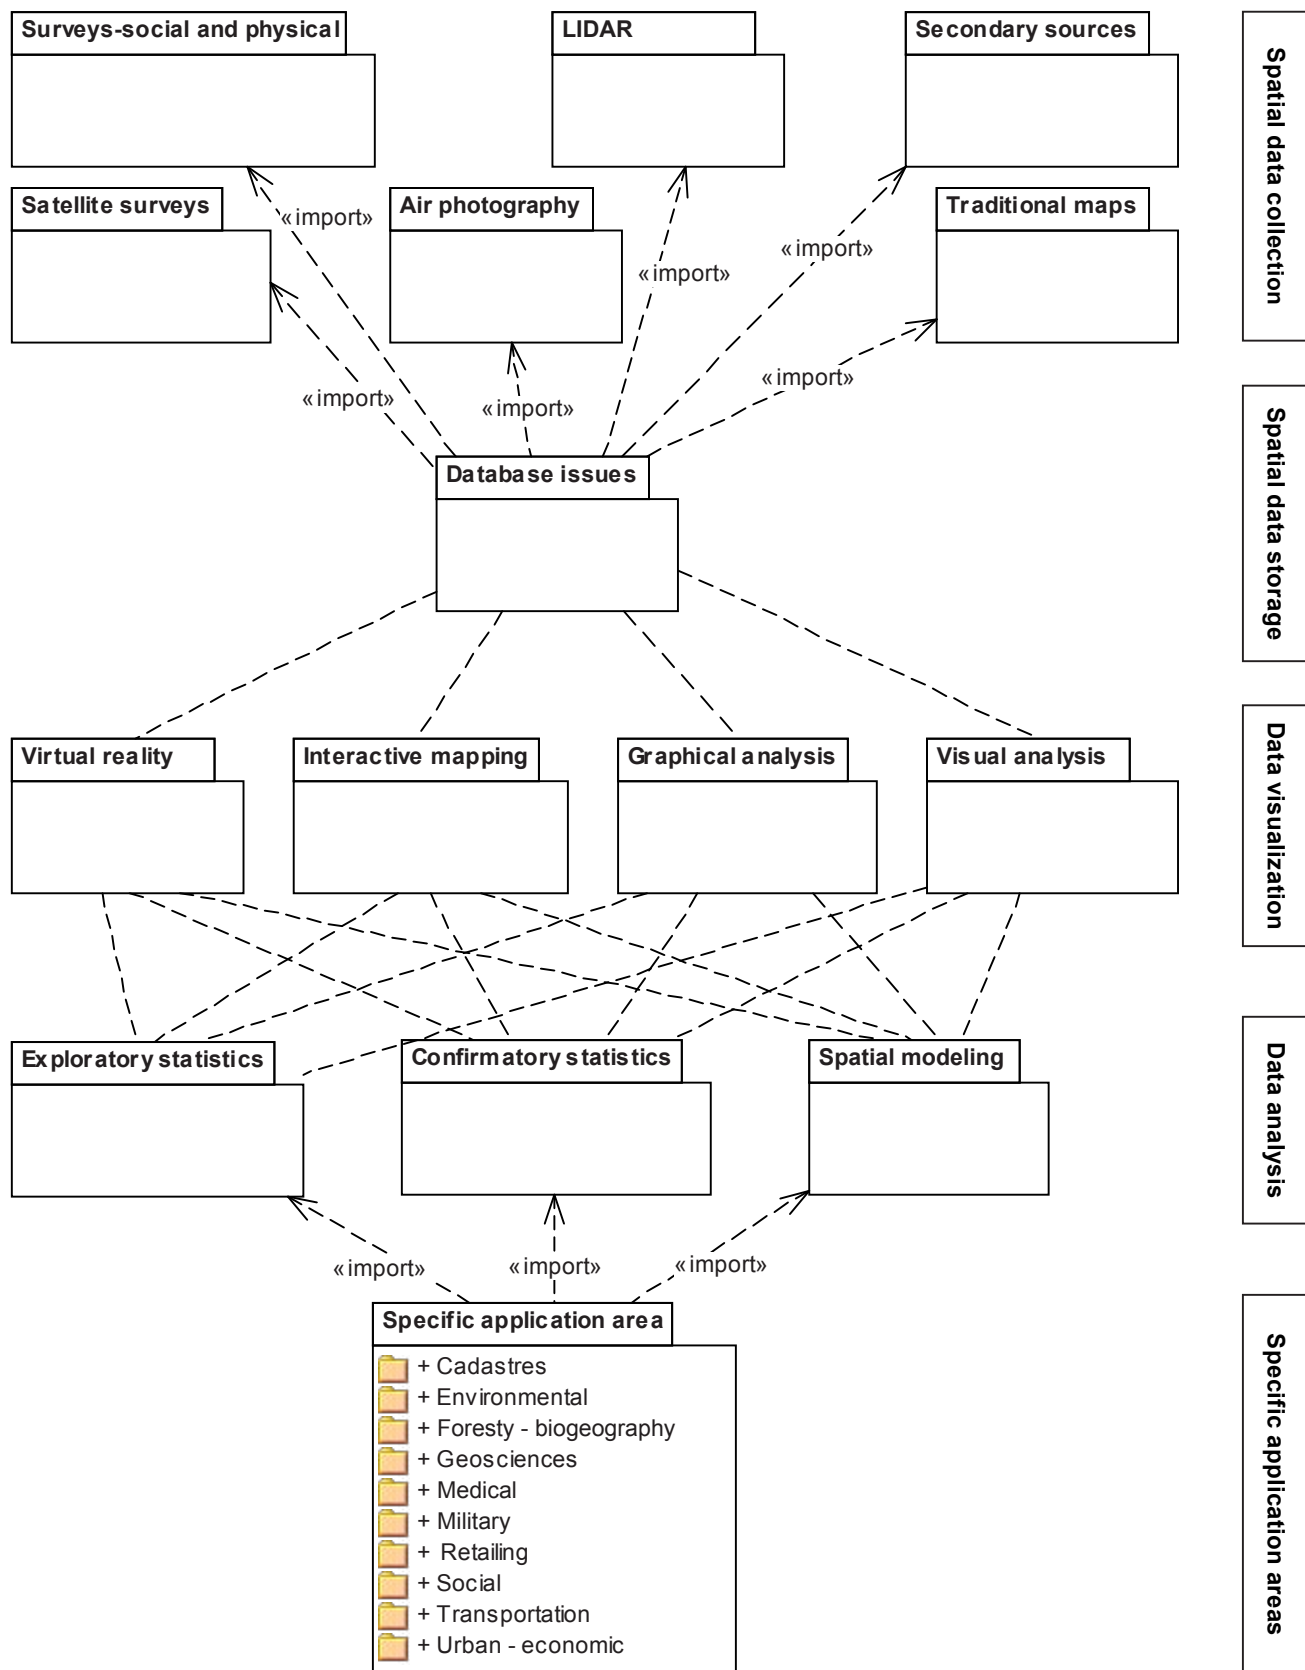 Surveys-social and physical
LIDAR
Secondary sources
Spatial data collection
Satellite surveys
Air photography
Traditional maps
«import»
«import»
«import»
«import»
«import»
«import»
Database issues
Spatial data storage
Virtual reality
Interactive mapping
Graphical analysis
Visual analysis
Data visualization
Exploratory statistics
Confirmatory statistics
Spatial modeling
Data analysis
«import»
«import»
«import»
Specific application area
+ Cadastres
+ Environmental
+ Foresty - biogeography
+ Geosciences
+ Medical
+ Military
+ Retailing
+ Social
+ Transportation
+ Urban - economic
Specific application areas